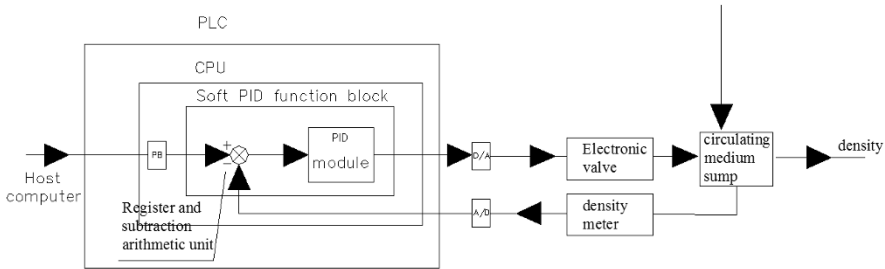 PLC
CPU
Soft PID function block
PID
module
+
−
PB
Host
computer
Register and
subtraction
arithmetic unit
D/A
A/D
Electronic
valve
density
meter
circulating
medium
sump
density